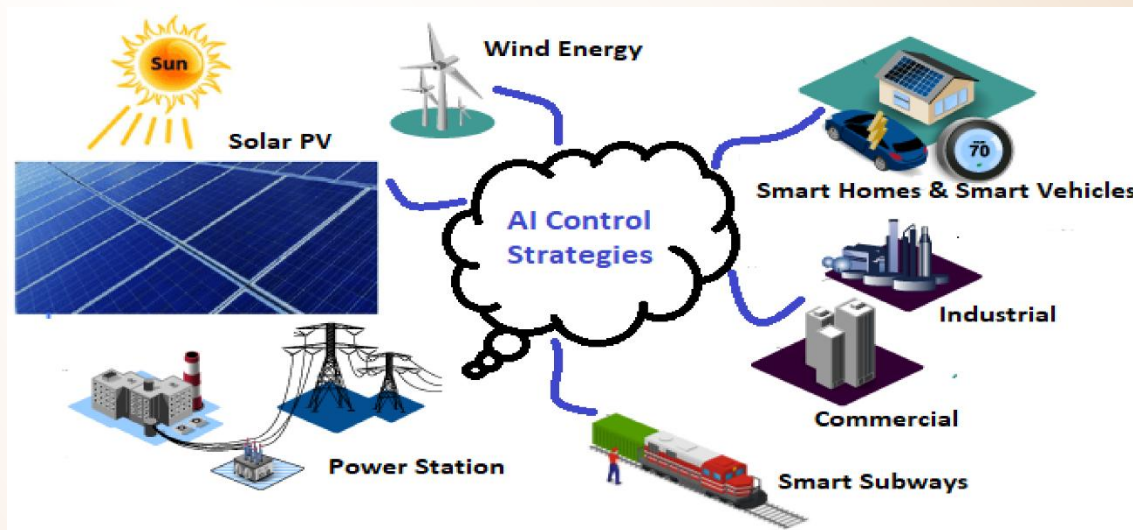 Sun
Wind Energy
Solar PV
70
Smart Homes & Smart Vehicles
AI Control
Strategies
Industrial
Commercial
Power Station
Smart Subways